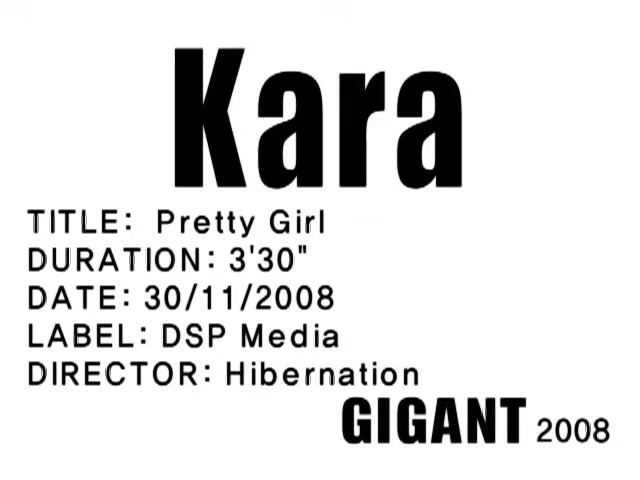 Kara
TITLE: Pretty Girl
DURATION: 3'30"
DATE: 30/11/2008
LABEL: DSP Media
DIRECTOR: Hibernation
GIGANT 2008